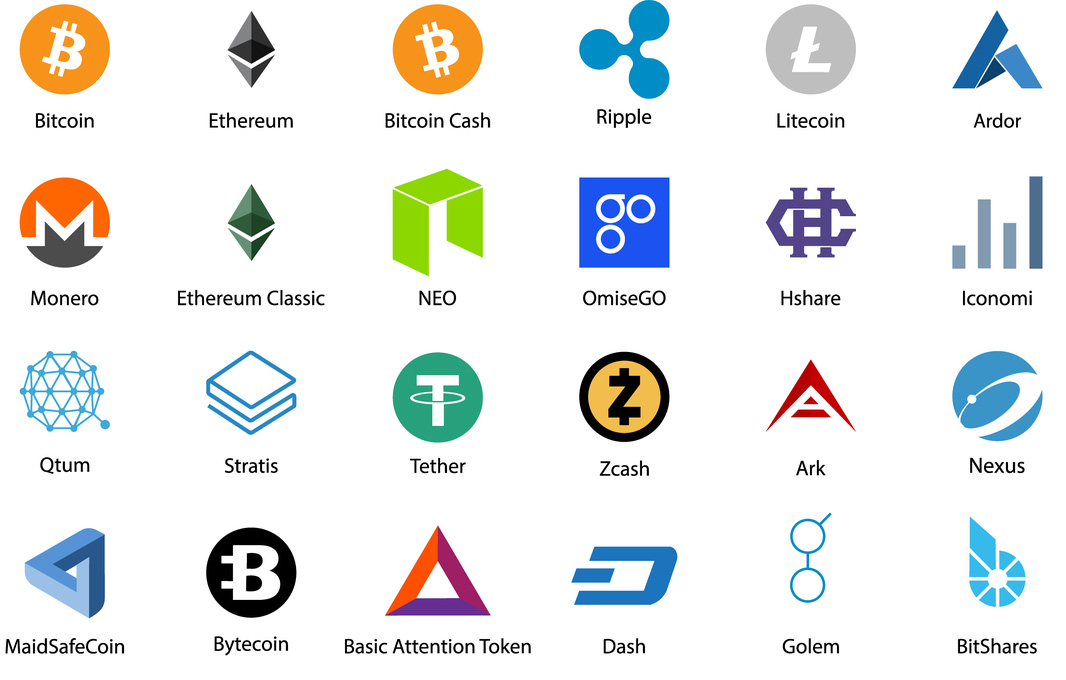 Bitcoin
Ethereum
Bitcoin Cash
Ripple
Litecoin
Ardor
Monero
Ethereum Classic
NEO
OmiseGO
Hshare
Iconomi
Qtum
Stratis
Tether
Zcash
Ark
Nexus
MaidSafeCoin
Bytecoin
Basic Attention Token
Dash
Golem
BitShares